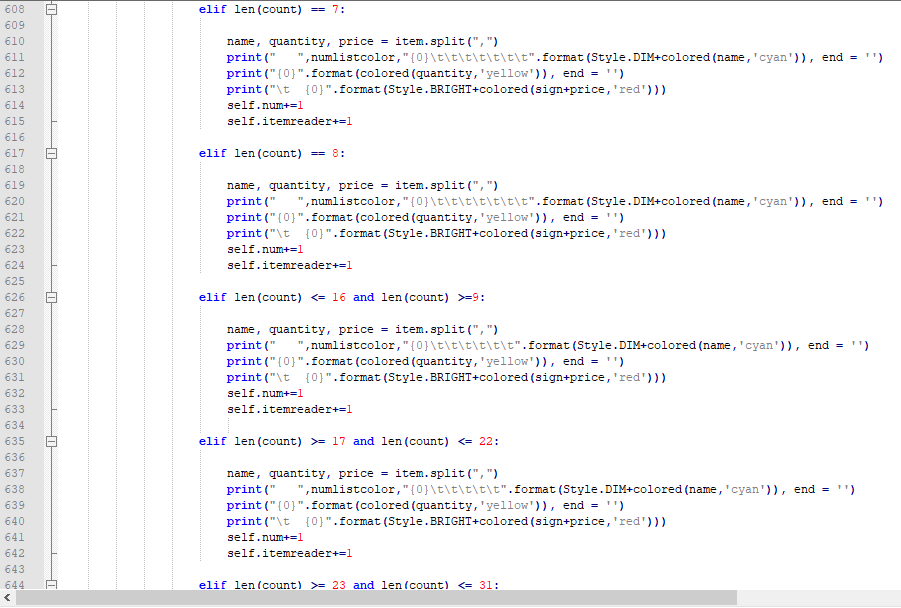 608 elif len(count) == 7:
609
610 name, quantity, price = item.split(",")
611 print("   ",numlistcolor,"{0}\t\t\t\t\t\t\t".format(Style.DIM+colored(name,'cyan')), end = '')
612 print("{0}".format(colored(quantity,'yellow')), end = '')
613 print("\t  {0}".format(Style.BRIGHT+colored(sign+price,'red')))
614 self.num+=1
615 self.itemreader+=1
616
617 elif len(count) == 8:
618
619 name, quantity, price = item.split(",")
620 print("   ",numlistcolor,"{0}\t\t\t\t\t\t\t".format(Style.DIM+colored(name,'cyan')), end = '')
621 print("{0}".format(colored(quantity,'yellow')), end = '')
622 print("\t  {0}".format(Style.BRIGHT+colored(sign+price,'red')))
623 self.num+=1
624 self.itemreader+=1
625
626 elif len(count) <= 16 and len(count) >=9:
627
628 name, quantity, price = item.split(",")
629 print("   ",numlistcolor,"{0}\t\t\t\t\t\t".format(Style.DIM+colored(name,'cyan')), end = '')
630 print("{0}".format(colored(quantity,'yellow')), end = '')
631 print("\t  {0}".format(Style.BRIGHT+colored(sign+price,'red')))
632 self.num+=1
633 self.itemreader+=1
634
635 elif len(count) >= 17 and len(count) <= 22:
636
637 name, quantity, price = item.split(",")
638 print("   ",numlistcolor,"{0}\t\t\t\t\t".format(Style.DIM+colored(name,'cyan')), end = '')
639 print("{0}".format(colored(quantity,'yellow')), end = '')
640 print("\t  {0}".format(Style.BRIGHT+colored(sign+price,'red')))
641 self.num+=1
642 self.itemreader+=1
643
644 elif len(count) >= 23 and len(count) <= 31: